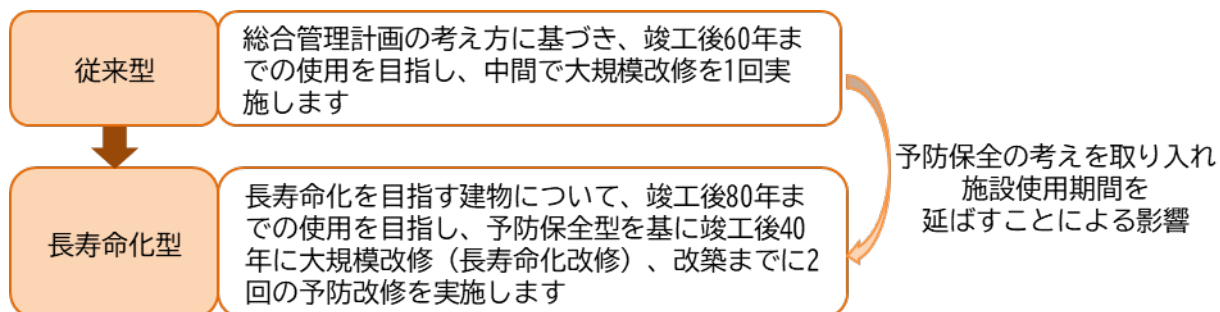 従来型
総合管理計画の考え方に基づき、竣工後60年ま
での使用を目指し、中間で大規模改修を1回実
施します
長寿命化型
長寿命化を目指す建物について、竣工後80年ま
での使用を目指し、予防保全型を基に竣工後40
年に大規模改修（長寿命化改修）、改築までに2
回の予防改修を実施します
予防保全の考えを取り入れ
施設使用期間を
延ばすことによる影響